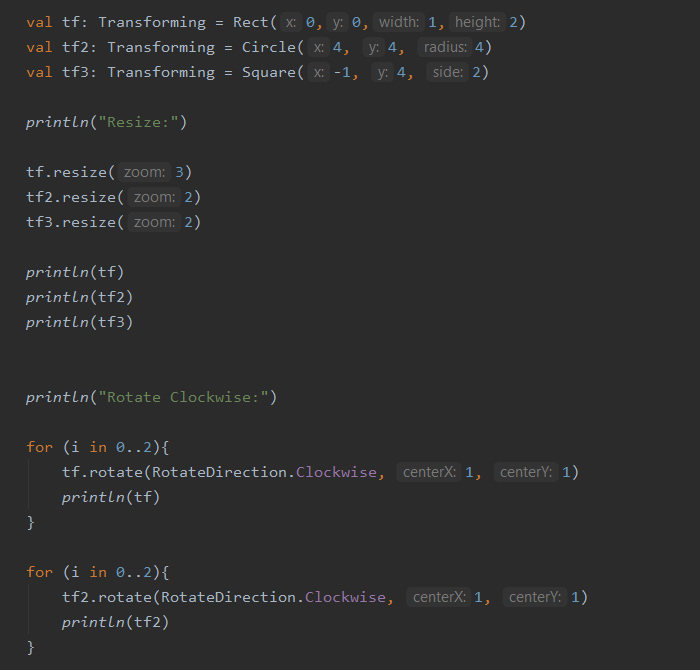 val tf: Transforming = Rect( x: 0, y: 0, width: 1, height: 2)
val tf2: Transforming = Circle( x: 4, y: 4, radius: 4)
val tf3: Transforming = Square( x: -1, y: 4, side: 2)
println("Resize:")
tf.resize( zoom: 3)
tf2.resize( zoom: 2)
tf3.resize( zoom: 2)
println(tf)
println(tf2)
println(tf3)
println("Rotate Clockwise:")
for (i in 0..2){
    tf.rotate(RotateDirection.Clockwise, centerX: 1, centerY: 1)
    println(tf)
}
for (i in 0..2){
    tf2.rotate(RotateDirection.Clockwise, centerX: 1, centerY: 1)
    println(tf2)
}